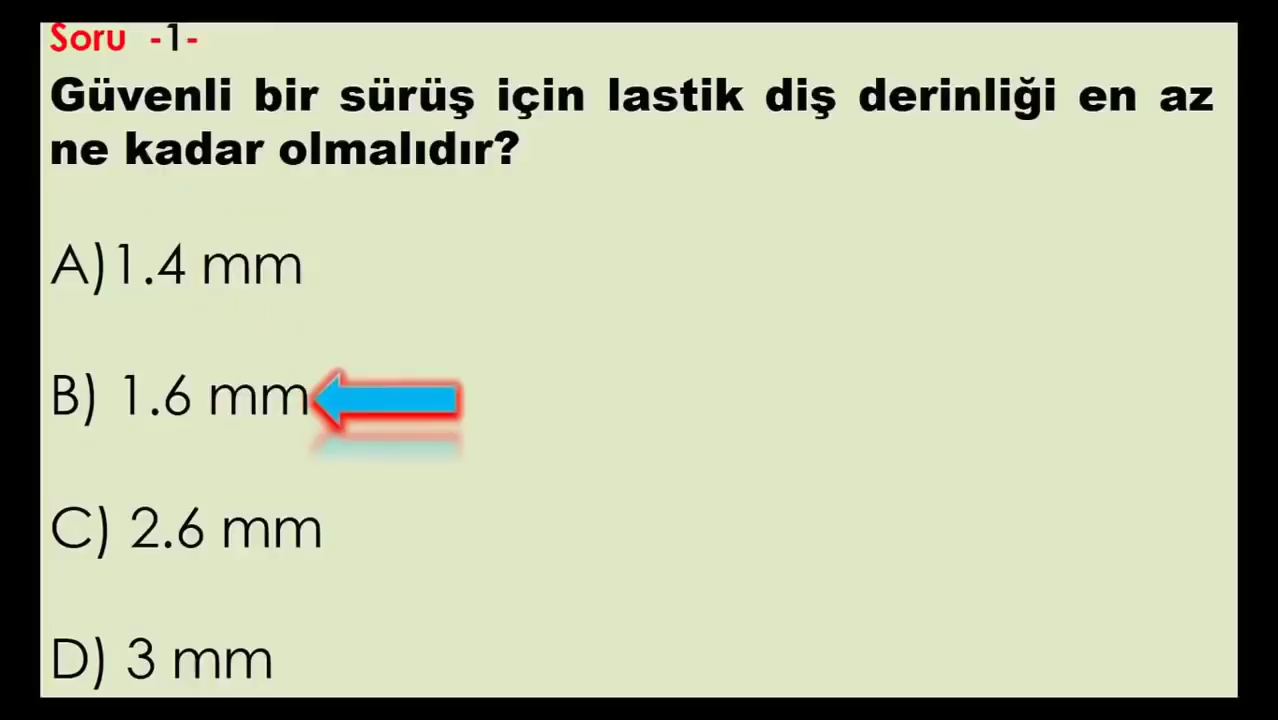 Soru -1-
Güvenli bir sürüş için lastik diş derinliği en az
ne kadar olmalıdır?
A)1.4 mm
B) 1.6 mm
C) 2.6 mm
D) 3 mm